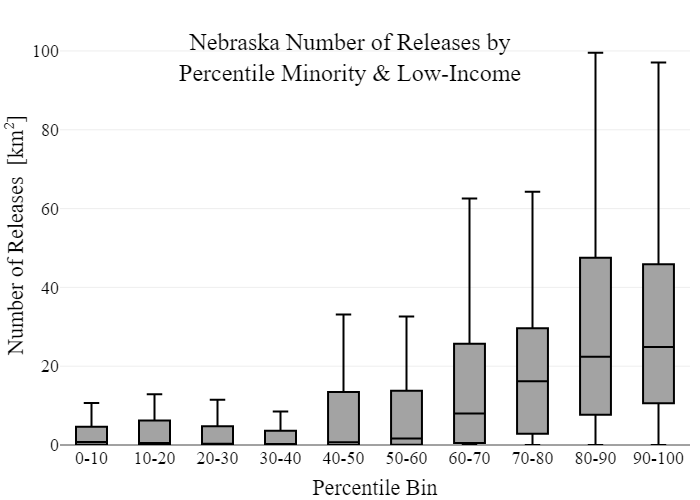 Nebraska Number of Releases by
Percentile Minority & Low-Income
Number of Releases [km²]
100
80
60
40
20
0
0-10 10-20 20-30 30-40 40-50 50-60 60-70 70-80 80-90 90-100
Percentile Bin